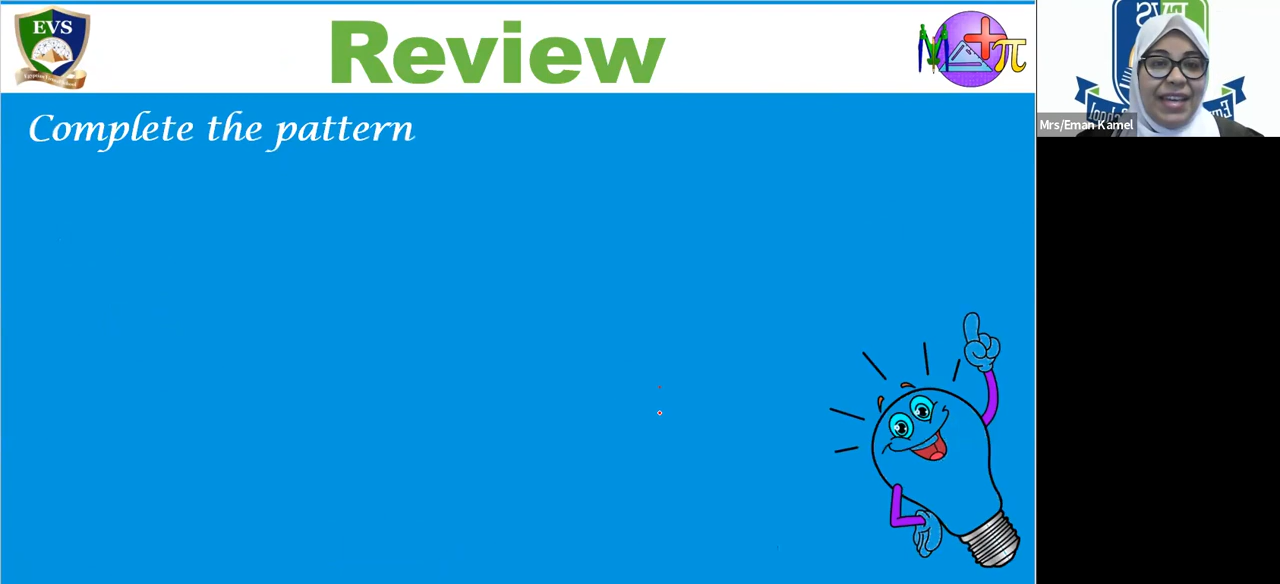 EVS
Review
M+π
Complete the pattern
Mrs/Eman Kamel